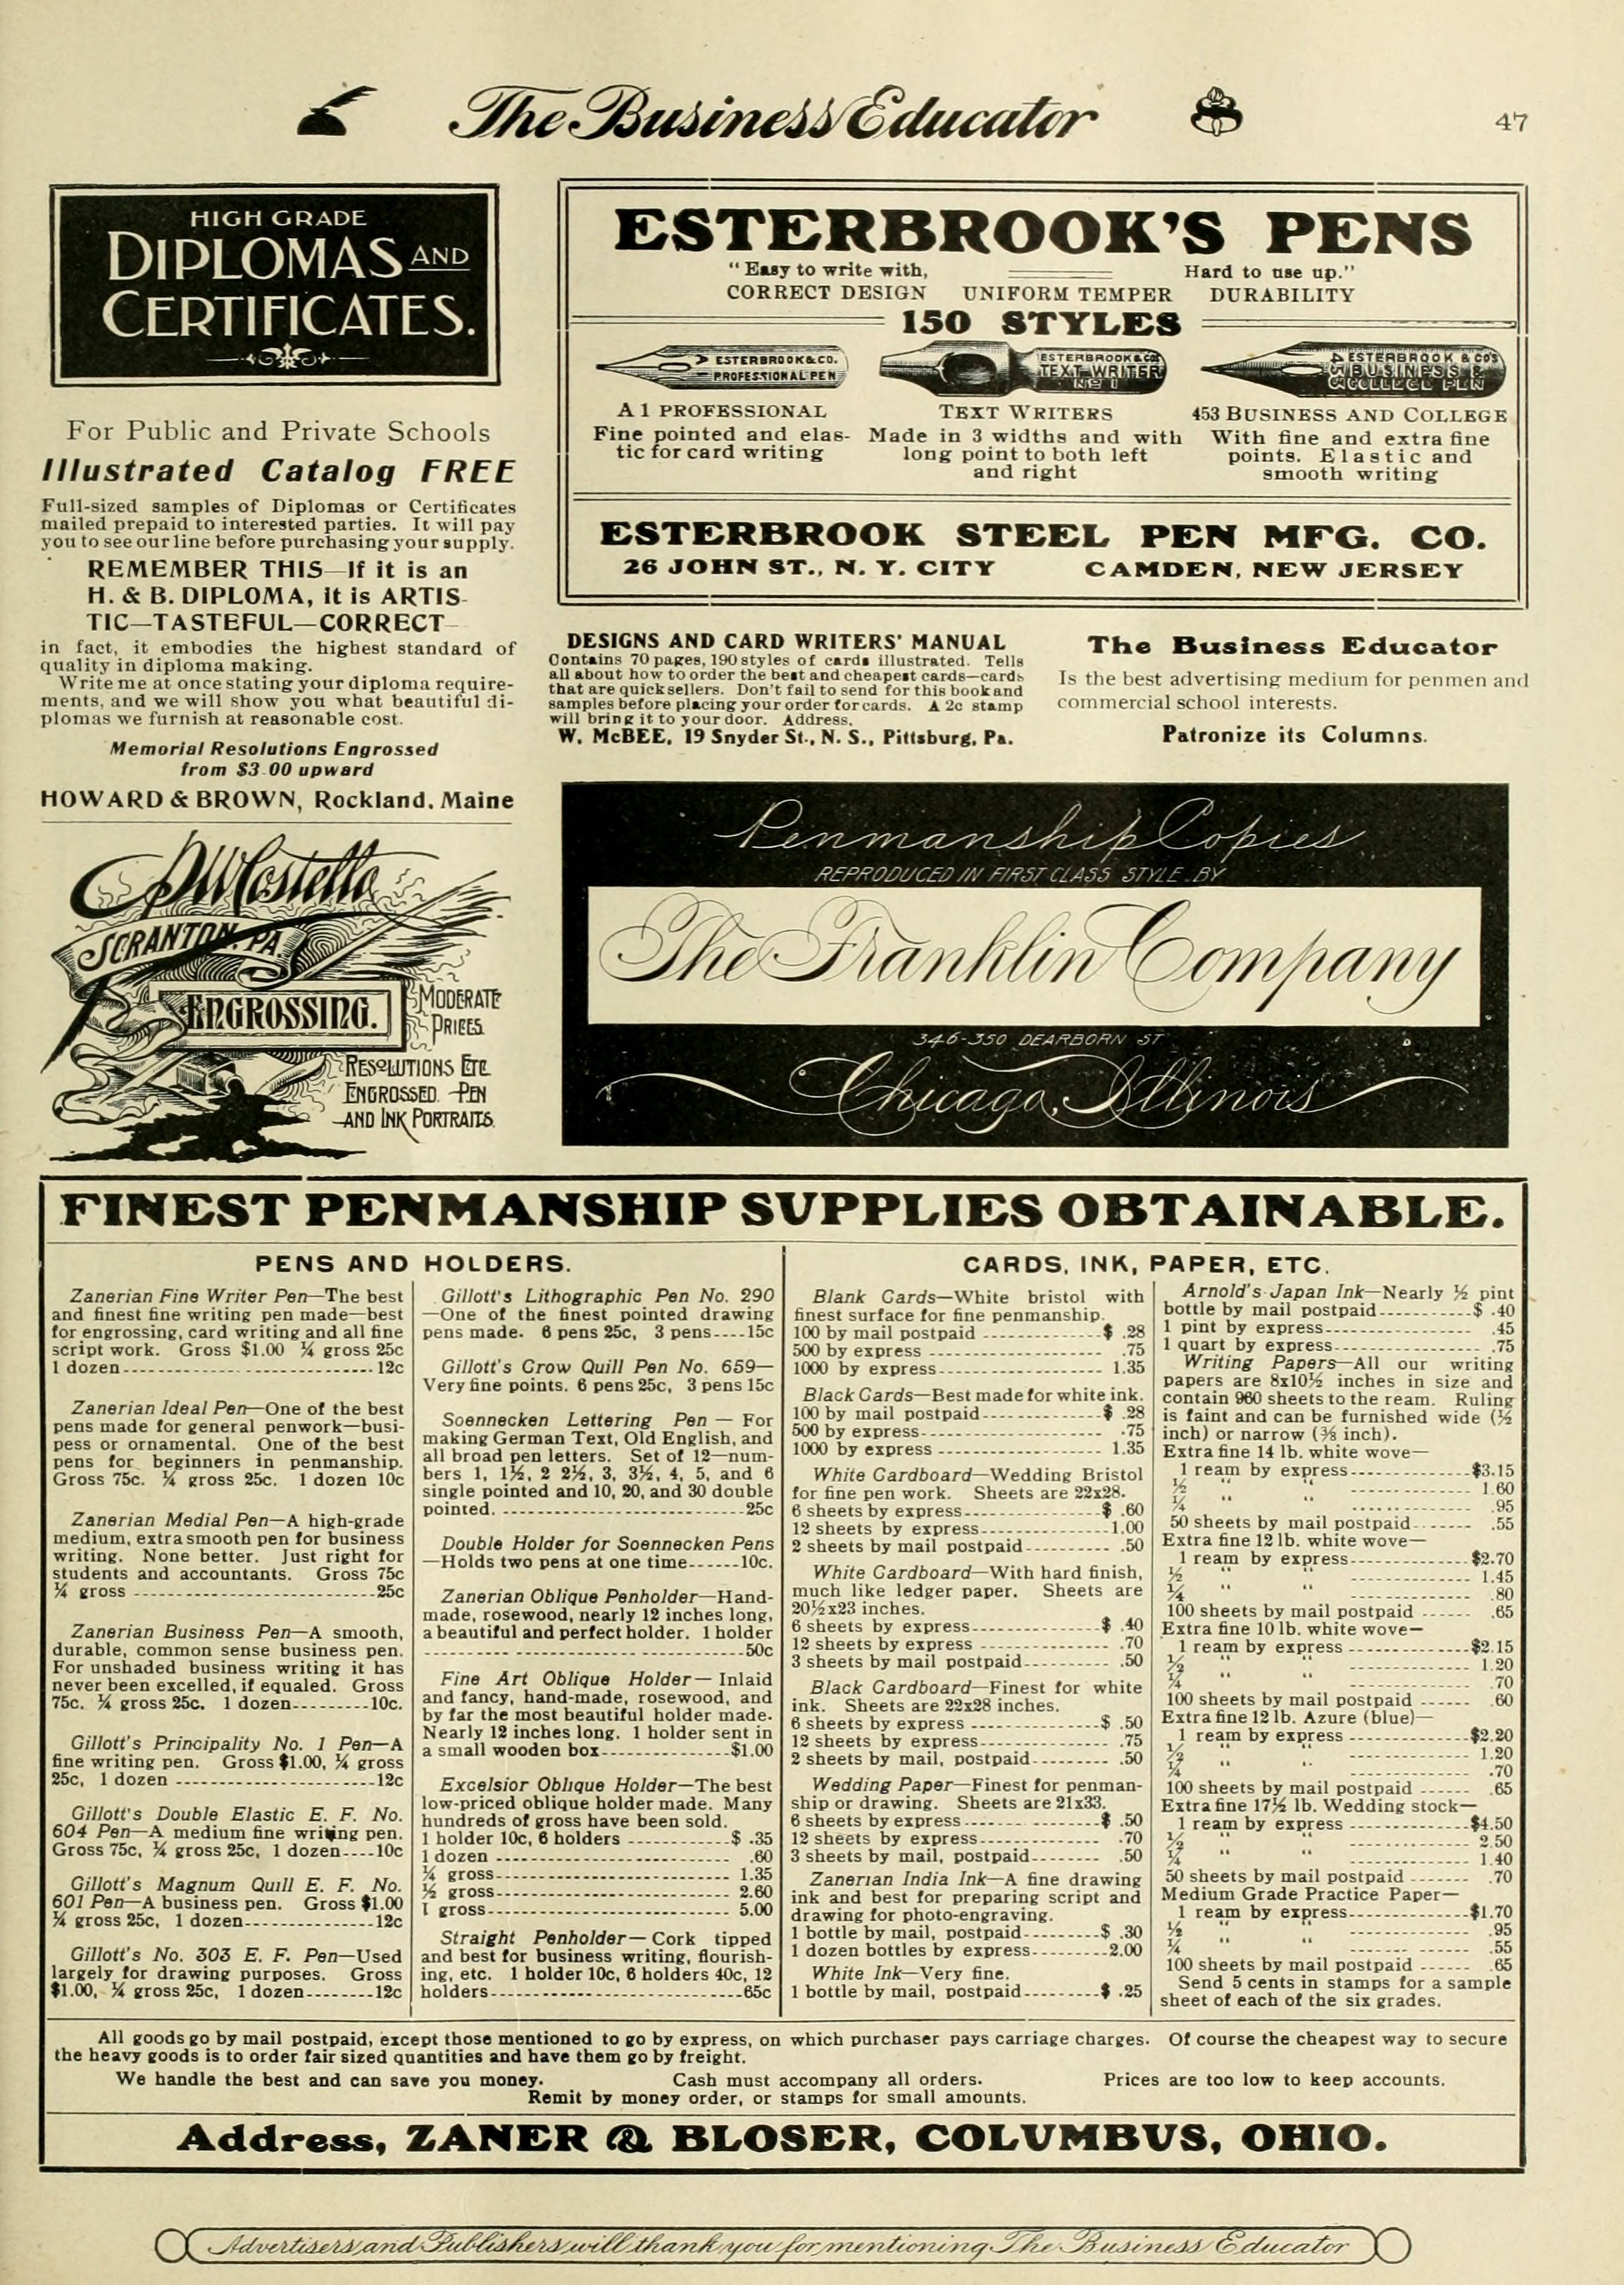 The Business Educator
47
HIGH GRADE
DIPLOMAS AND
CERTIFICATES.
For Public and Private Schools
Illustrated Catalog FREE
Full-sized samples of Diplomas or Certificates
mailed prepaid to interested parties. It will pay
you to see our line before purchasing your supply.
REMEMBER THIS—If it is an
H. & B. DIPLOMA, it is ARTIS-
TIC—TASTEFUL—CORRECT—
in fact, it embodies the highest standard of
quality in diploma making.
Write me at once stating your diploma require-
ments, and we will show you what beautiful di-
plomas we furnish at reasonable cost.
Memorial Resolutions Engrossed
from $3.00 upward
HOWARD & BROWN, Rockland, Maine
P.W. Costello
SCRANTON, PA.
ENGROSSING.
MODERATE
PRICES.
RESOLUTIONS ETC.
ENGROSSED. PEN
AND INK PORTRAITS.
ESTERBROOK'S PENS
"Easy to write with, Hard to use up."
CORRECT DESIGN UNIFORM TEMPER DURABILITY
150 STYLES
ESTERBROOK & CO.
PROFESSIONAL PEN
ESTERBROOK & CO'S
TEXT WRITER
No 1
453
ESTERBROOK & CO'S
BUSINESS &
COLLEGE PEN
A 1 PROFESSIONAL
Fine pointed and elas-
tic for card writing
TEXT WRITERS
Made in 3 widths and with
long point to both left
and right
453 BUSINESS AND COLLEGE
With fine and extra fine
points. Elastic and
smooth writing
ESTERBROOK STEEL PEN MFG. CO.
26 JOHN ST., N. Y. CITY CAMDEN, NEW JERSEY
DESIGNS AND CARD WRITERS' MANUAL
Contains 70 pages, 190 styles of cards illustrated. Tells
all about how to order the best and cheapest cards—cards
that are quick sellers. Don't fail to send for this book and
samples before placing your order for cards. A 2c stamp
will bring it to your door. Address,
W. McBEE, 19 Snyder St., N. S., Pittsburg, Pa.
The Business Educator
Is the best advertising medium for penmen and
commercial school interests.
Patronize its Columns.
Penmanship Copies
REPRODUCED IN FIRST CLASS STYLE BY
The Franklin Company
346-350 DEARBORN ST
Chicago, Illinois
FINEST PENMANSHIP SUPPLIES OBTAINABLE.
PENS AND HOLDERS.
Zanerian Fine Writer Pen—The best
and finest fine writing pen made—best
for engrossing, card writing and all fine
script work. Gross $1.00 ¼ gross 25c
1 dozen 12c
Zanerian Ideal Pen—One of the best
pens made for general penwork—busi-
pess or ornamental. One of the best
pens for beginners in penmanship.
Gross 75c. ¼ gross 25c. 1 dozen 10c
Zanerian Medial Pen—A high-grade
medium, extra smooth pen for business
writing. None better. Just right for
students and accountants. Gross 75c
¼ gross 25c
Zanerian Business Pen—A smooth,
durable, common sense business pen.
For unshaded business writing it has
never been excelled, if equaled. Gross
75c. ¼ gross 25c. 1 dozen 10c.
Gillott's Principality No. 1 Pen—A
fine writing pen. Gross $1.00, ¼ gross
25c, 1 dozen 12c
Gillott's Double Elastic E. F. No.
604 Pen—A medium fine writing pen.
Gross 75c, ¼ gross 25c, 1 dozen 10c
Gillott's Magnum Quill E. F. No.
601 Pen—A business pen. Gross $1.00
¼ gross 25c, 1 dozen 12c
Gillott's No. 303 E. F. Pen—Used
largely for drawing purposes. Gross
$1.00, ¼ gross 25c, 1 dozen 12c
Gillott's Lithographic Pen No. 290
—One of the finest pointed drawing
pens made. 6 pens 25c, 3 pens 15c
Gillott's Crow Quill Pen No. 659—
Very fine points. 6 pens 25c, 3 pens 15c
Soennecken Lettering Pen — For
making German Text, Old English, and
all broad pen letters. Set of 12—num-
bers 1, 1½, 2 2½, 3, 3½, 4, 5, and 6
single pointed and 10, 20, and 30 double
pointed. 25c
Double Holder for Soennecken Pens
—Holds two pens at one time 10c.
Zanerian Oblique Penholder—Hand-
made, rosewood, nearly 12 inches long,
a beautiful and perfect holder. 1 holder
50c
Fine Art Oblique Holder— Inlaid
and fancy, hand-made, rosewood, and
by far the most beautiful holder made.
Nearly 12 inches long. 1 holder sent in
a small wooden box $1.00
Excelsior Oblique Holder—The best
low-priced oblique holder made. Many
hundreds of gross have been sold.
1 holder 10c, 6 holders $ .35
1 dozen .60
¼ gross 1.35
½ gross 2.60
1 gross 5.00
Straight Penholder— Cork tipped
and best for business writing, flourish-
ing, etc. 1 holder 10c, 6 holders 40c, 12
holders 65c
CARDS, INK, PAPER, ETC.
Blank Cards—White bristol with
finest surface for fine penmanship.
100 by mail postpaid $ .28
500 by express .75
1000 by express 1.35
Black Cards—Best made for white ink.
100 by mail postpaid $ .28
500 by express .75
1000 by express 1.35
White Cardboard—Wedding Bristol
for fine pen work. Sheets are 22x28.
6 sheets by express $ .60
12 sheets by express 1.00
2 sheets by mail postpaid .50
White Cardboard—With hard finish,
much like ledger paper. Sheets are
20½x23 inches.
6 sheets by express $ .40
12 sheets by express .70
3 sheets by mail postpaid .50
Black Cardboard—Finest for white
ink. Sheets are 22x28 inches.
6 sheets by express $ .50
12 sheets by express .75
2 sheets by mail, postpaid .50
Wedding Paper—Finest for penman-
ship or drawing. Sheets are 21x33.
6 sheets by express $ .50
12 sheets by express .70
3 sheets by mail, postpaid .50
Zanerian India Ink—A fine drawing
ink and best for preparing script and
drawing for photo-engraving.
1 bottle by mail, postpaid $ .30
1 dozen bottles by express 2.00
White Ink—Very fine.
1 bottle by mail, postpaid $ .25
Arnold's Japan Ink—Nearly ½ pint
bottle by mail postpaid $ .40
1 pint by express .45
1 quart by express .75
Writing Papers—All our writing
papers are 8x10½ inches in size and
contain 960 sheets to the ream. Ruling
is faint and can be furnished wide (½
inch) or narrow (⅜ inch).
Extra fine 14 lb. white wove—
1 ream by express $3.15
½ " " 1.60
¼ " " .95
50 sheets by mail postpaid .55
Extra fine 12 lb. white wove—
1 ream by express $2.70
½ " " 1.45
¼ " " .80
100 sheets by mail postpaid .65
Extra fine 10 lb. white wove—
1 ream by express $2.15
½ " " 1.20
¼ " " .70
100 sheets by mail postpaid .60
Extra fine 12 lb. Azure (blue)—
1 ream by express $2.20
½ " " 1.20
¼ " " .70
100 sheets by mail postpaid .65
Extra fine 17½ lb. Wedding stock—
1 ream by express $4.50
½ " " 2.50
¼ " " 1.40
50 sheets by mail postpaid .70
Medium Grade Practice Paper—
1 ream by express $1.70
½ " " .95
¼ " " .55
100 sheets by mail postpaid .65
Send 5 cents in stamps for a sample
sheet of each of the six grades.
All goods go by mail postpaid, except those mentioned to go by express, on which purchaser pays carriage charges. Of course the cheapest way to secure
the heavy goods is to order fair sized quantities and have them go by freight.
We handle the best and can save you money. Cash must accompany all orders. Prices are too low to keep accounts.
Remit by money order, or stamps for small amounts.
Address, ZANER & BLOSER, COLUMBUS, OHIO.
Advertisers and Publishers will thank you for mentioning The Business Educator